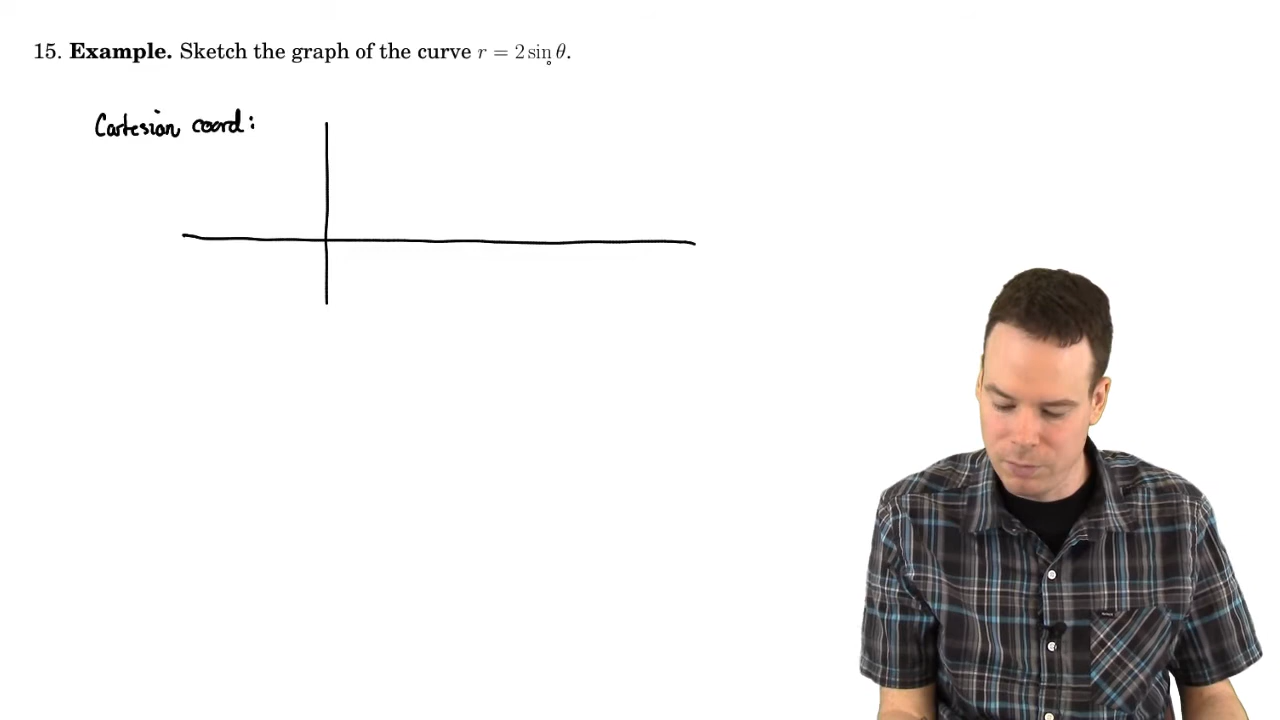 15. Example. Sketch the graph of the curve r = 2 sin θ.
Cartesian coord: